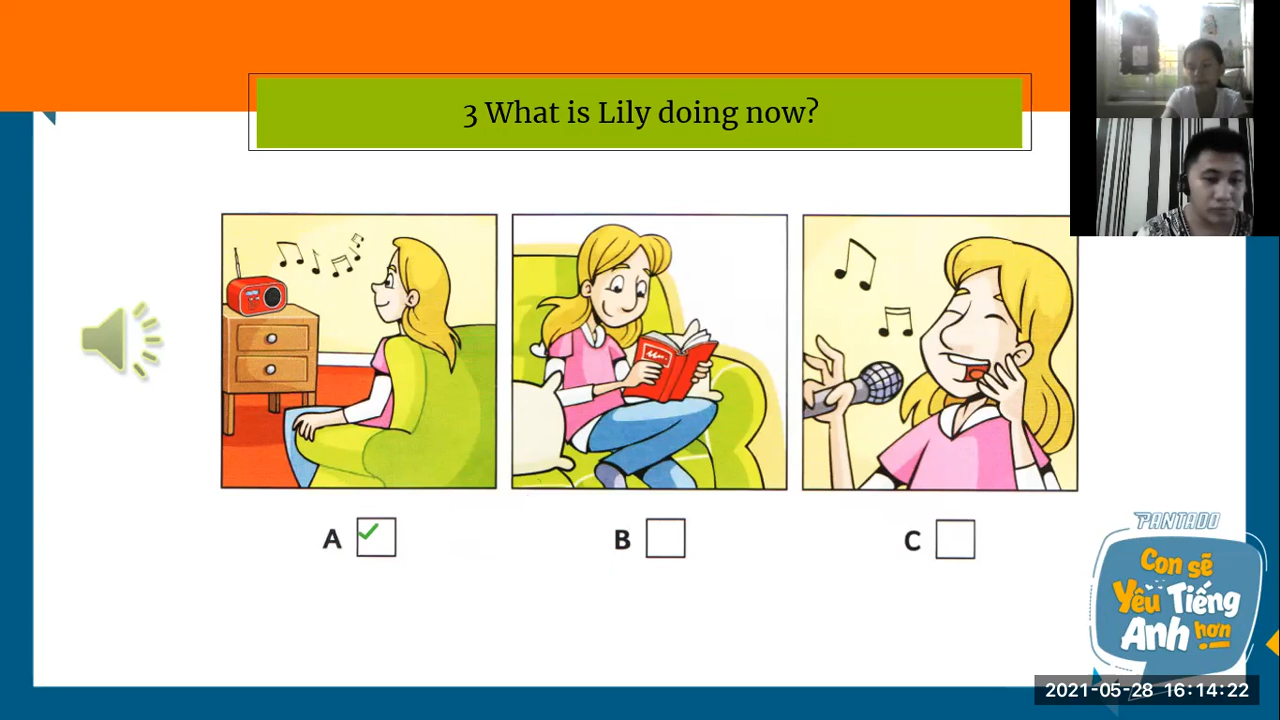 3 What is Lily doing now?
A
B
C
PANTADO
Con sẽ
Yêu Tiếng
Anh hơn
2021-05-28 16:14:22